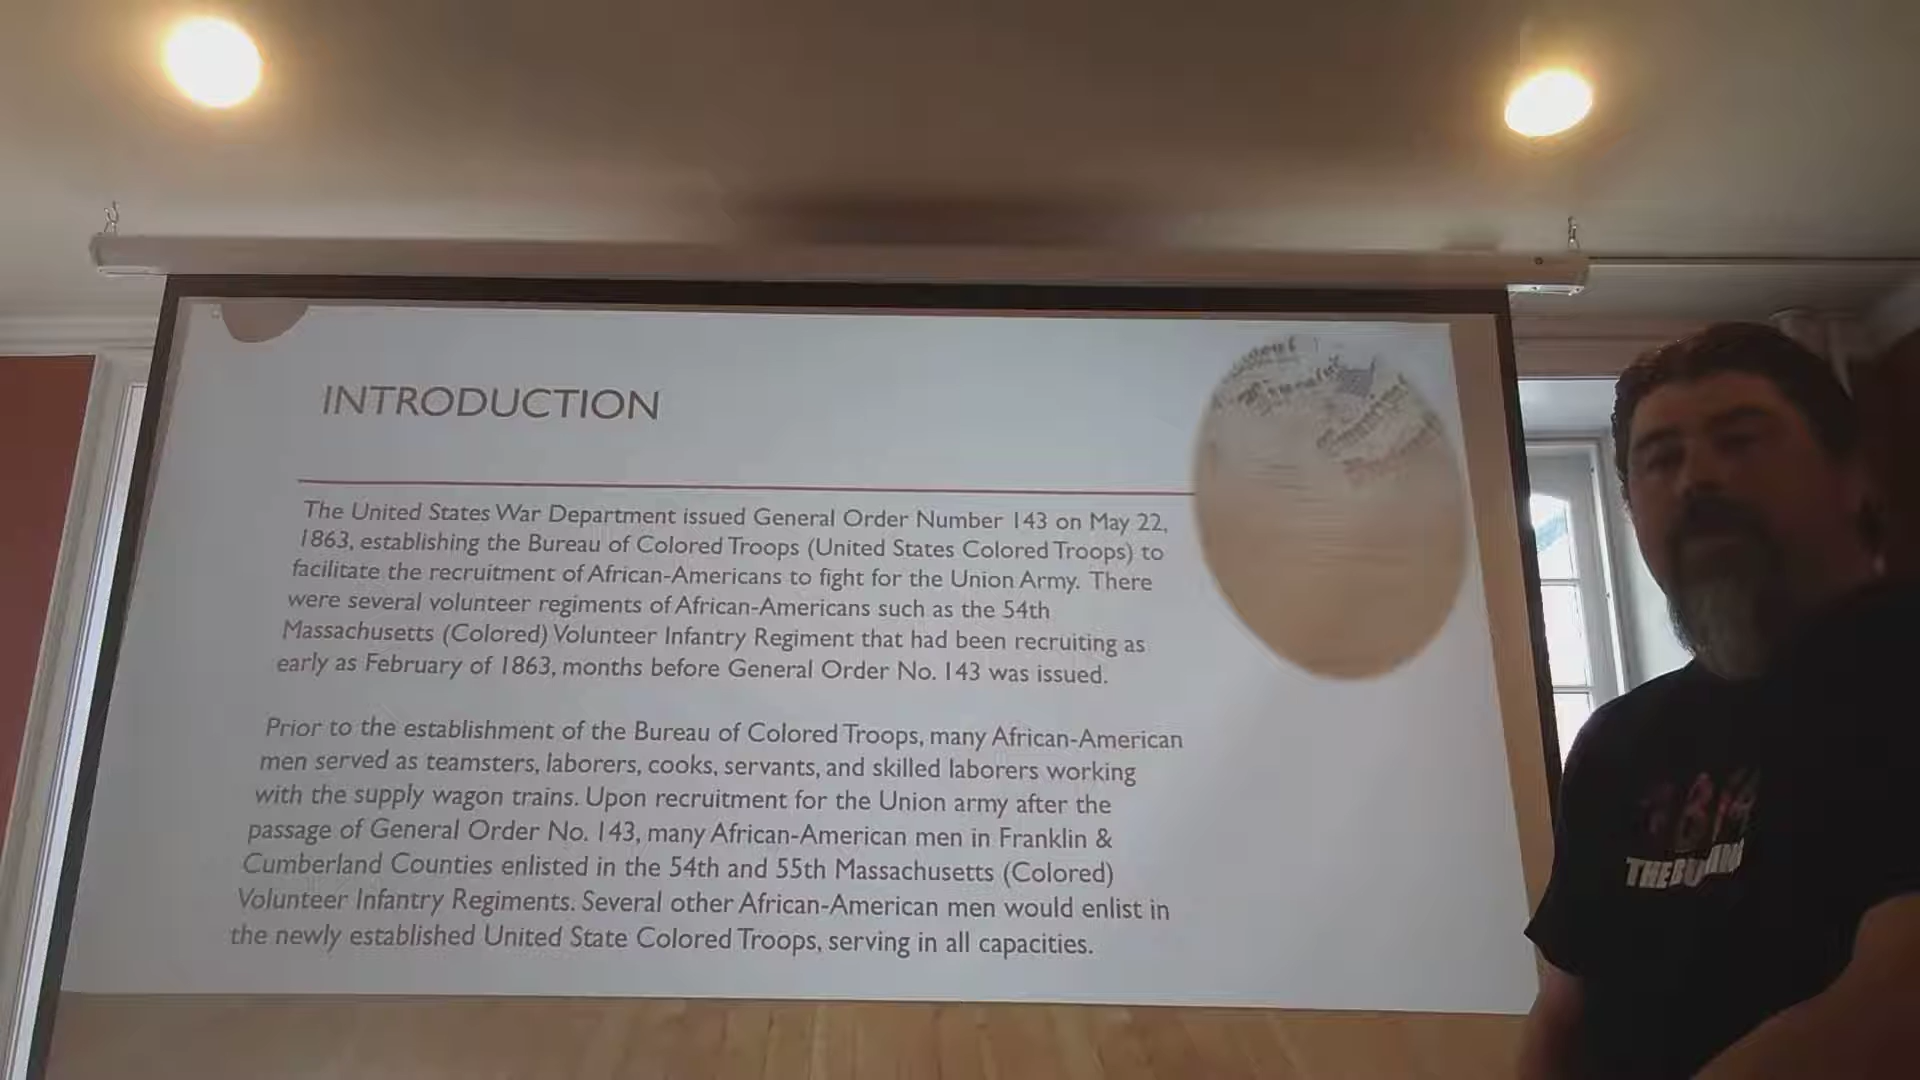 INTRODUCTION
The United States War Department issued General Order Number 143 on May 22,
1863, establishing the Bureau of Colored Troops (United States Colored Troops) to
facilitate the recruitment of African-Americans to fight for the Union Army. There
were several volunteer regiments of African-Americans such as the 54th
Massachusetts (Colored) Volunteer Infantry Regiment that had been recruiting as
early as February of 1863, months before General Order No. 143 was issued.
Prior to the establishment of the Bureau of Colored Troops, many African-American
men served as teamsters, laborers, cooks, servants, and skilled laborers working
with the supply wagon trains. Upon recruitment for the Union army after the
passage of General Order No. 143, many African-American men in Franklin &
Cumberland Counties enlisted in the 54th and 55th Massachusetts (Colored)
Volunteer Infantry Regiments. Several other African-American men would enlist in
the newly established United State Colored Troops, serving in all capacities.
THE